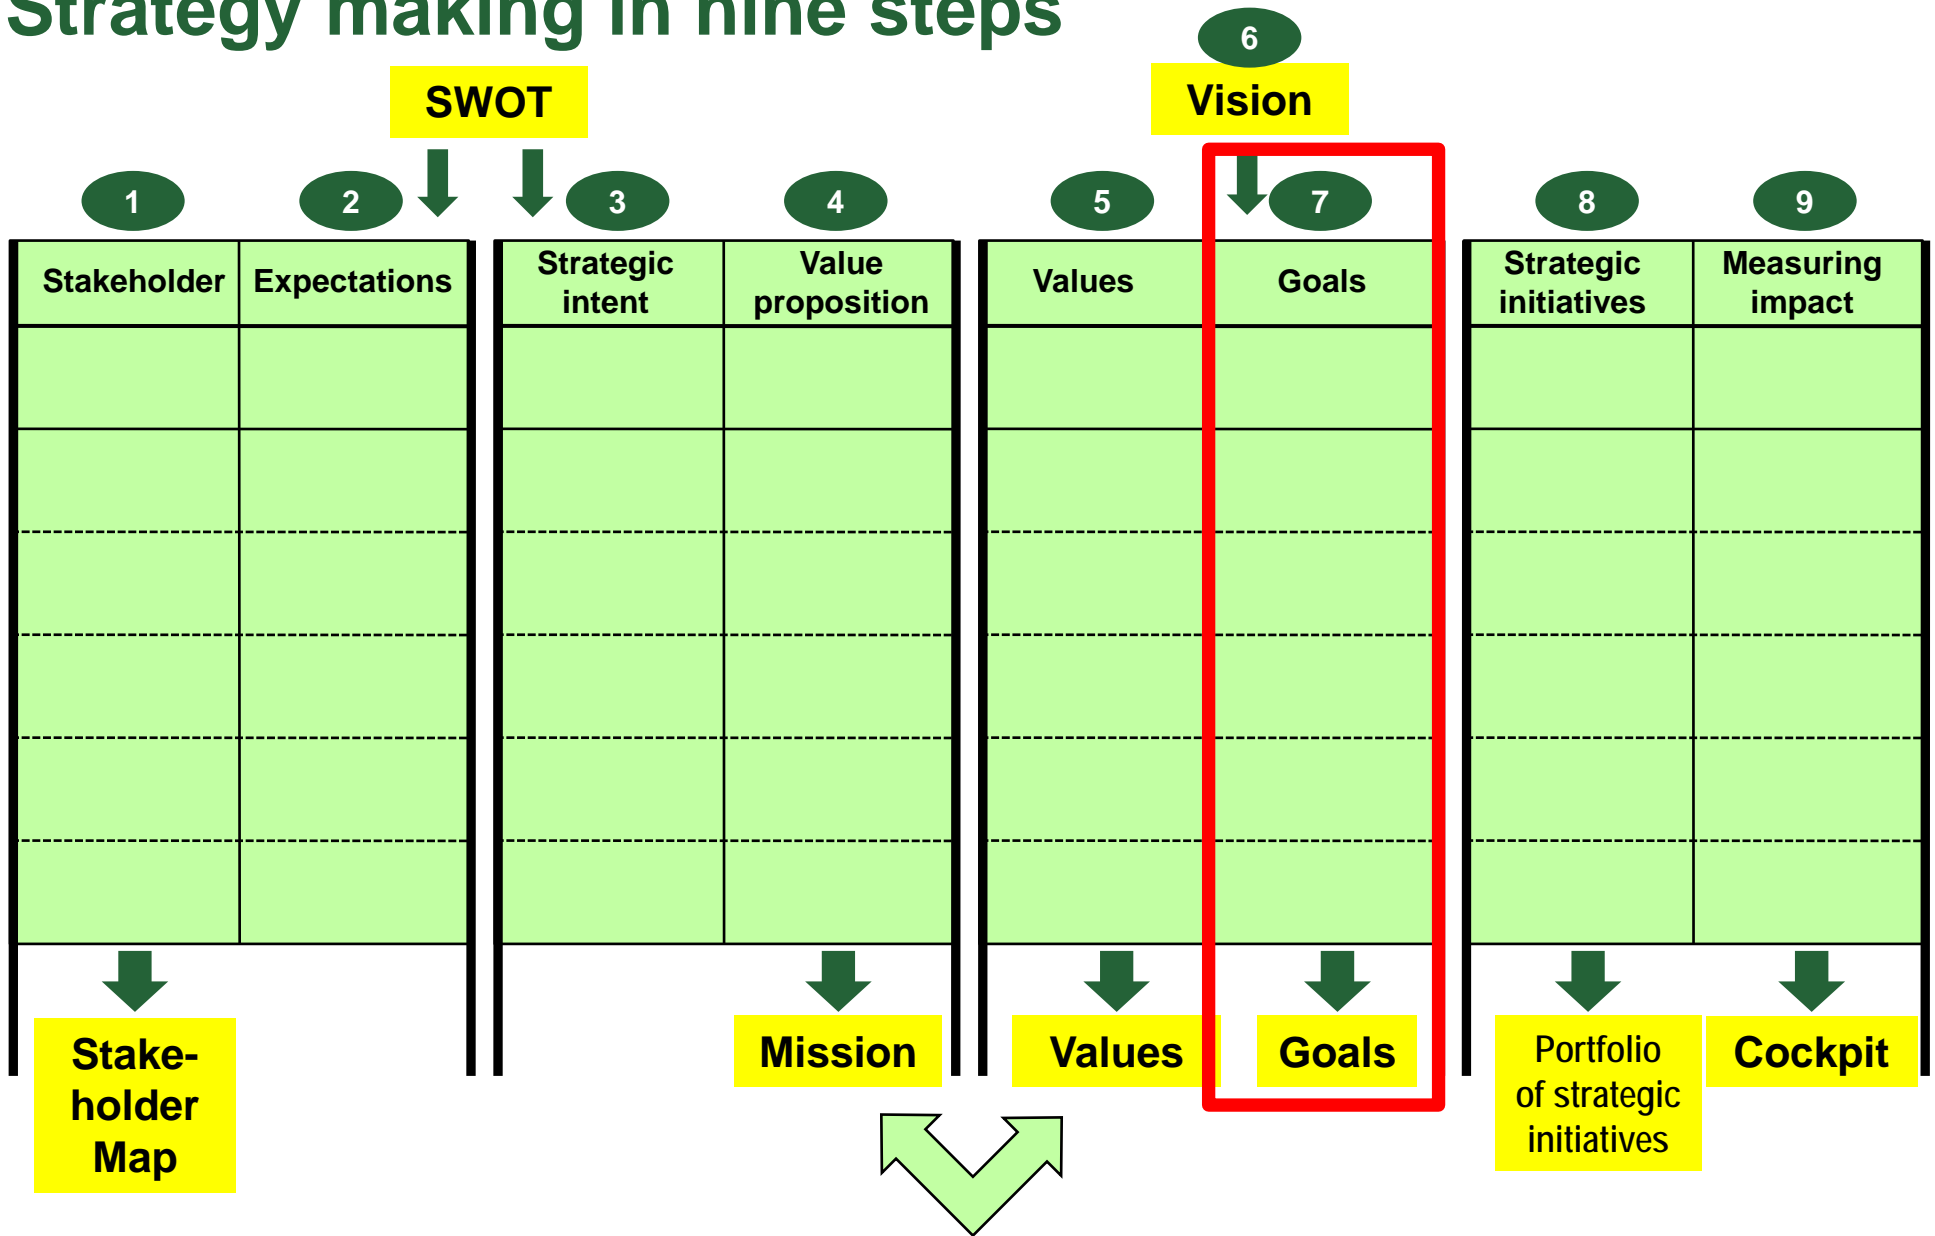 Strategy making in nine steps
6
SWOT
Vision
1
2
3
4
5
7
8
9
Stakeholder
Expectations
Strategic
intent
Value
proposition
Values
Goals
Strategic
initiatives
Measuring
impact
Stake-
holder
Map
Mission
Values
Goals
Portfolio
of strategic
initiatives
Cockpit